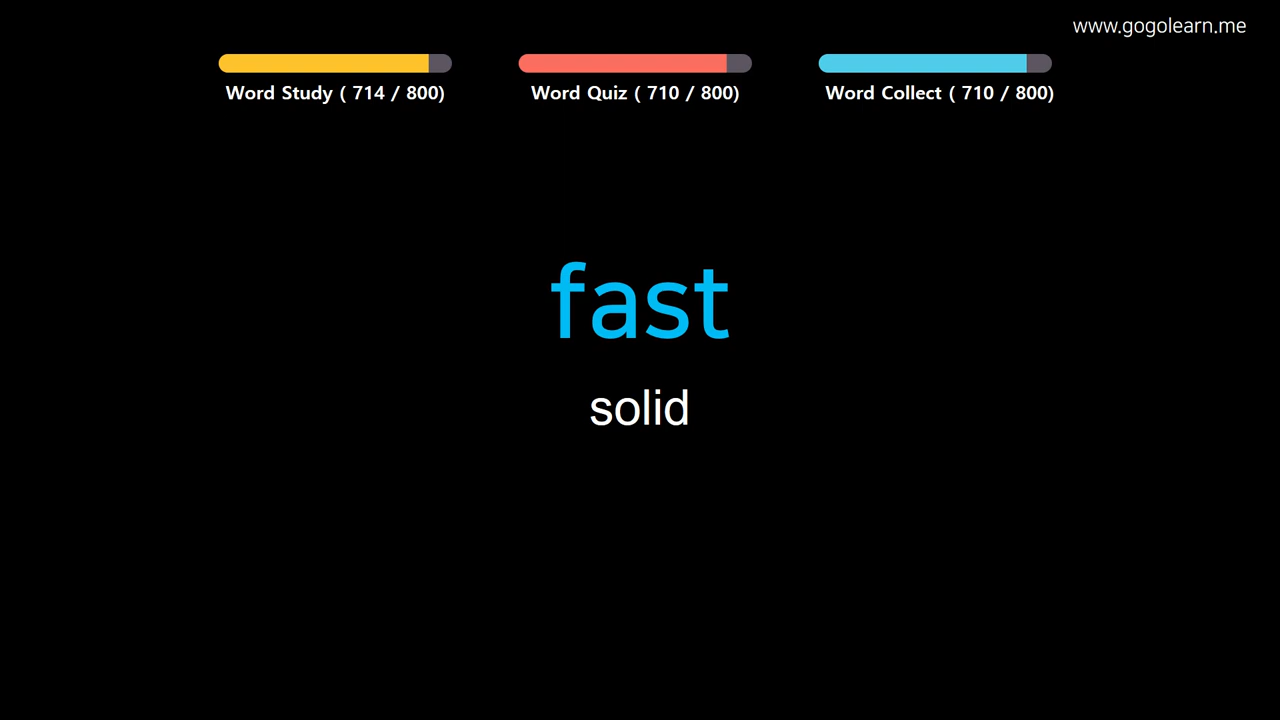 www.gogolearn.me
Word Study ( 714 / 800)
Word Quiz ( 710 / 800)
Word Collect ( 710 / 800)
fast
solid